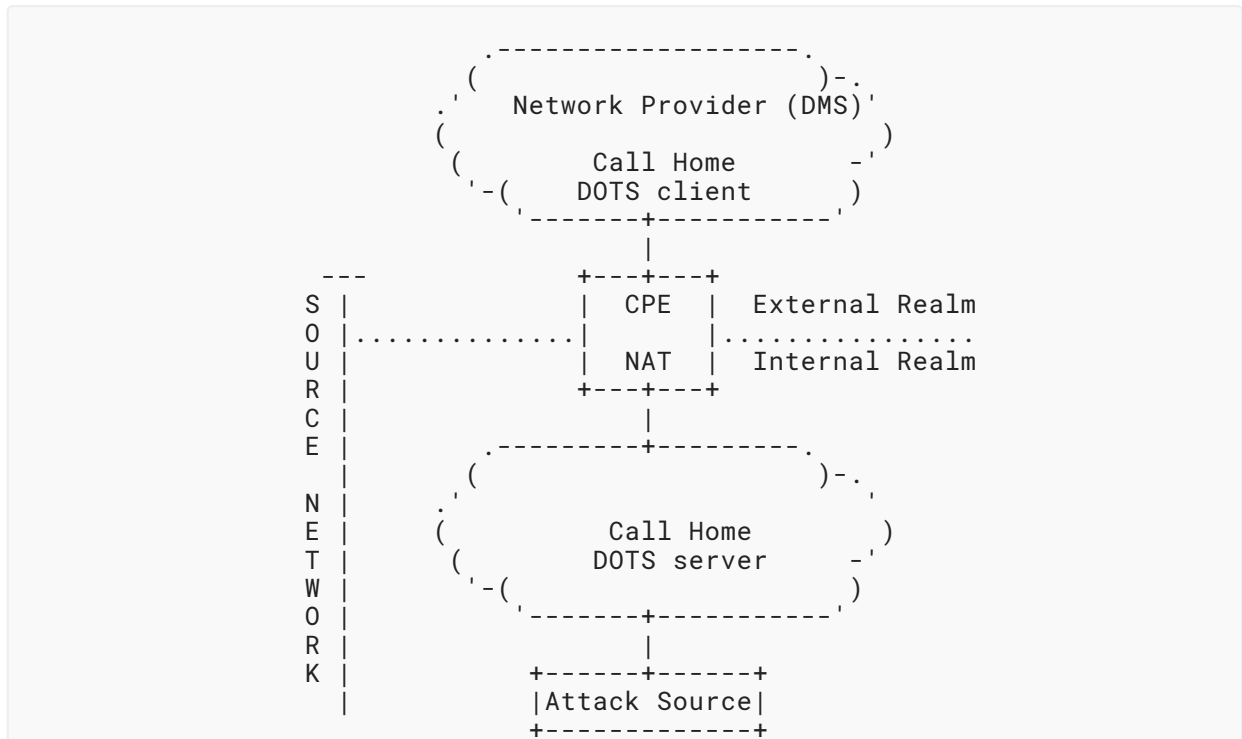 Network Provider (DMS)
Call Home
DOTS client
S
O
U
R
C
E
N
E
T
W
O
R
K
CPE
External Realm
NAT
Internal Realm
Call Home
DOTS server
Attack Source